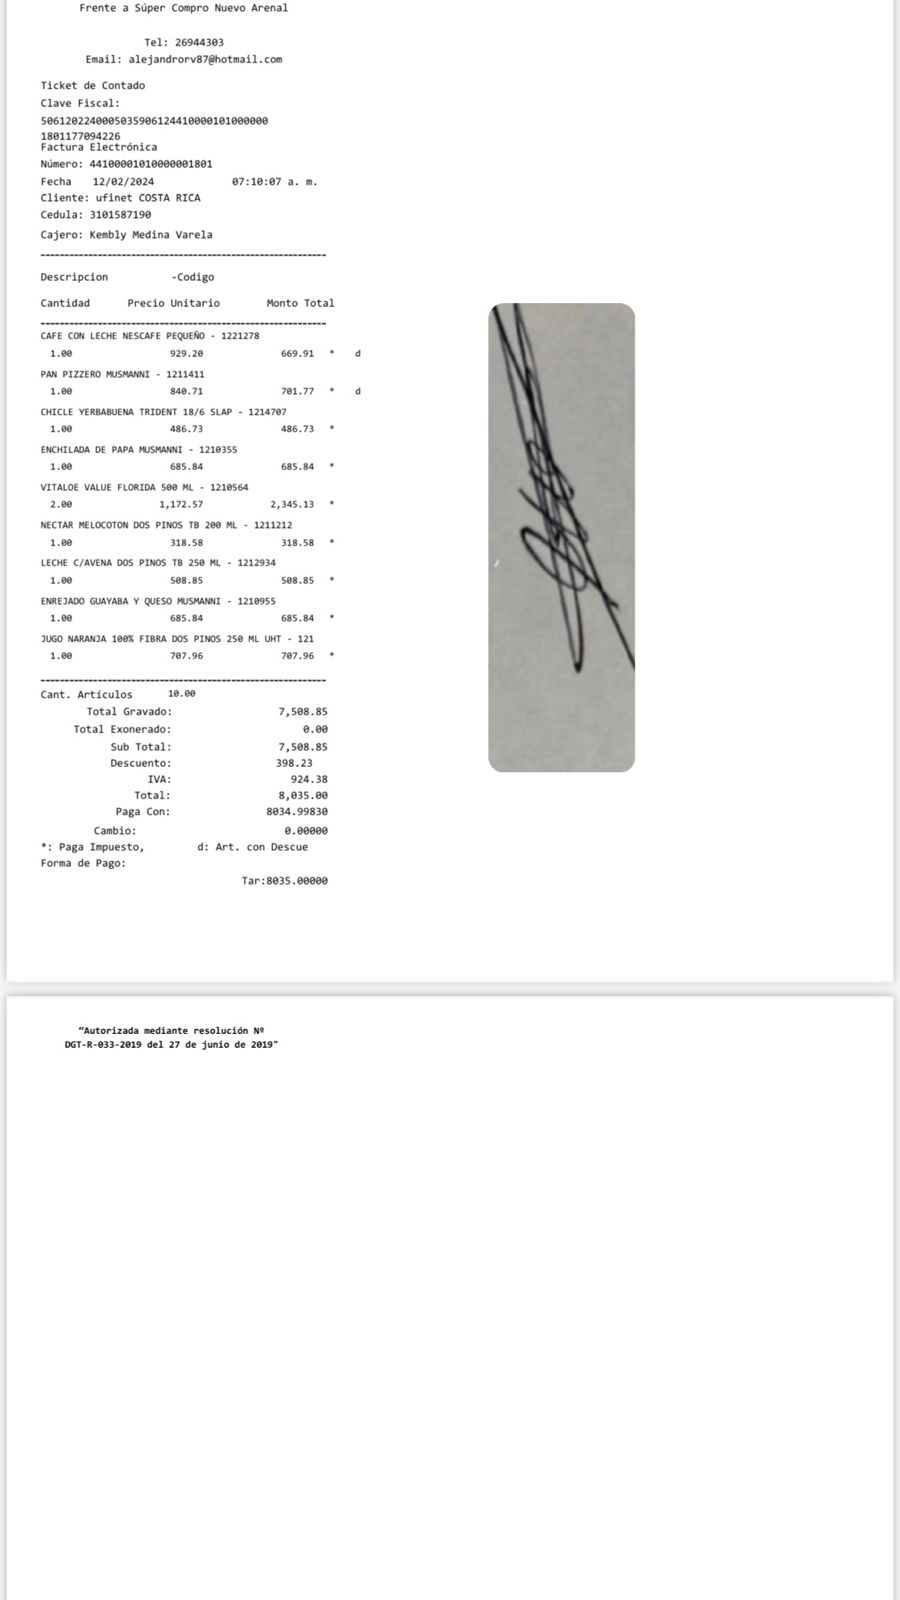 Frente a Súper Compro Nuevo Arenal
Tel: 26944303
Email: alejandrorv87@hotmail.com
Ticket de Contado
Clave Fiscal:
506120224000503590612441000010100000​0
1801177094226
Factura Electrónica
Número: 44100001010000001801
Fecha 12/02/2024 07:10:07 a. m.
Cliente: ufinet COSTA RICA
Cedula: 3101587190
Cajero: Kembly Medina Varela
Descripcion -Codigo
Cantidad Precio Unitario Monto Total
CAFE CON LECHE NESCAFE PEQUEÑO - 1221278
1.00 929.20 669.91 * d
PAN PIZZERO MUSMANNI - 1211411
1.00 840.71 701.77 * d
CHICLE YERBABUENA TRIDENT 18/6 SLAP - 1214707
1.00 486.73 486.73 *
ENCHILADA DE PAPA MUSMANNI - 1210355
1.00 685.84 685.84 *
VITALOE VALUE FLORIDA 500 ML - 1210564
2.00 1,172.57 2,345.13 *
NECTAR MELOCOTON DOS PINOS TB 200 ML - 1211212
1.00 318.58 318.58 *
LECHE C/AVENA DOS PINOS TB 250 ML - 1212934
1.00 508.85 508.85 *
ENREJADO GUAYABA Y QUESO MUSMANNI - 1210955
1.00 685.84 685.84 *
JUGO NARANJA 100% FIBRA DOS PINOS 250 ML UHT - 121
1.00 707.96 707.96 *
Cant. Artículos 10.00
Total Gravado: 7,508.85
Total Exonerado: 0.00
Sub Total: 7,508.85
Descuento: 398.23
IVA: 924.38
Total: 8,035.00
Paga Con: 8034.99830
Cambio: 0.00000
*: Paga Impuesto, d: Art. con Descue
Forma de Pago:
Tar:8035.00000
“Autorizada mediante resolución Nº
DGT-R-033-2019 del 27 de junio de 2019"